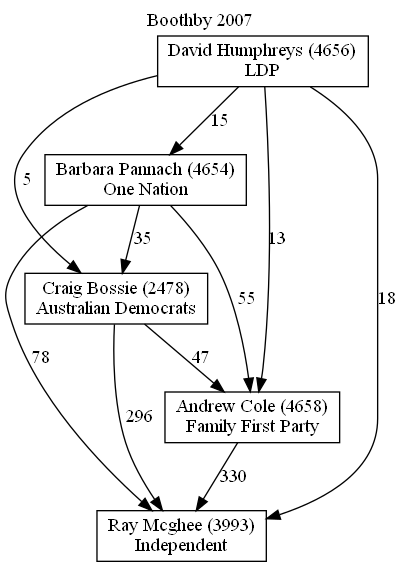 Boothby 2007
David Humphreys (4656)
LDP
15
Barbara Pannach (4654)
One Nation
5
35
13
Craig Bossie (2478)
Australian Democrats
55
18
78
47
296
Andrew Cole (4658)
Family First Party
330
Ray Mcghee (3993)
Independent